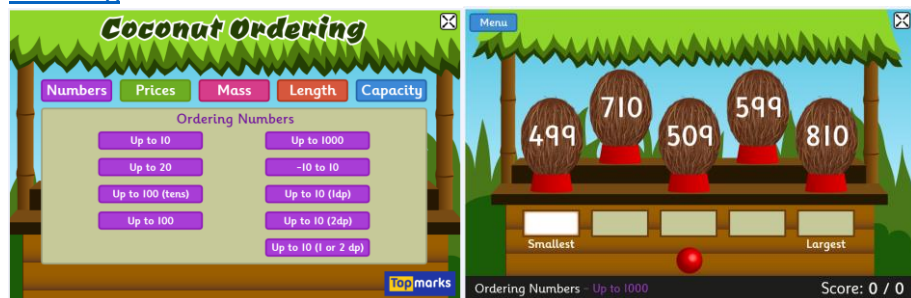 Coconut Ordering
Numbers Prices Mass Length Capacity
Ordering Numbers
Up to 10
Up to 20
Up to 100 (tens)
Up to 100
Up to 1000
-10 to 10
Up to 10 (1dp)
Up to 10 (2dp)
Up to 10 (1 or 2 dp)
Topmarks
Menu
499 710 509 599 810
Smallest Largest
Ordering Numbers - Up to 1000 Score: 0 / 0